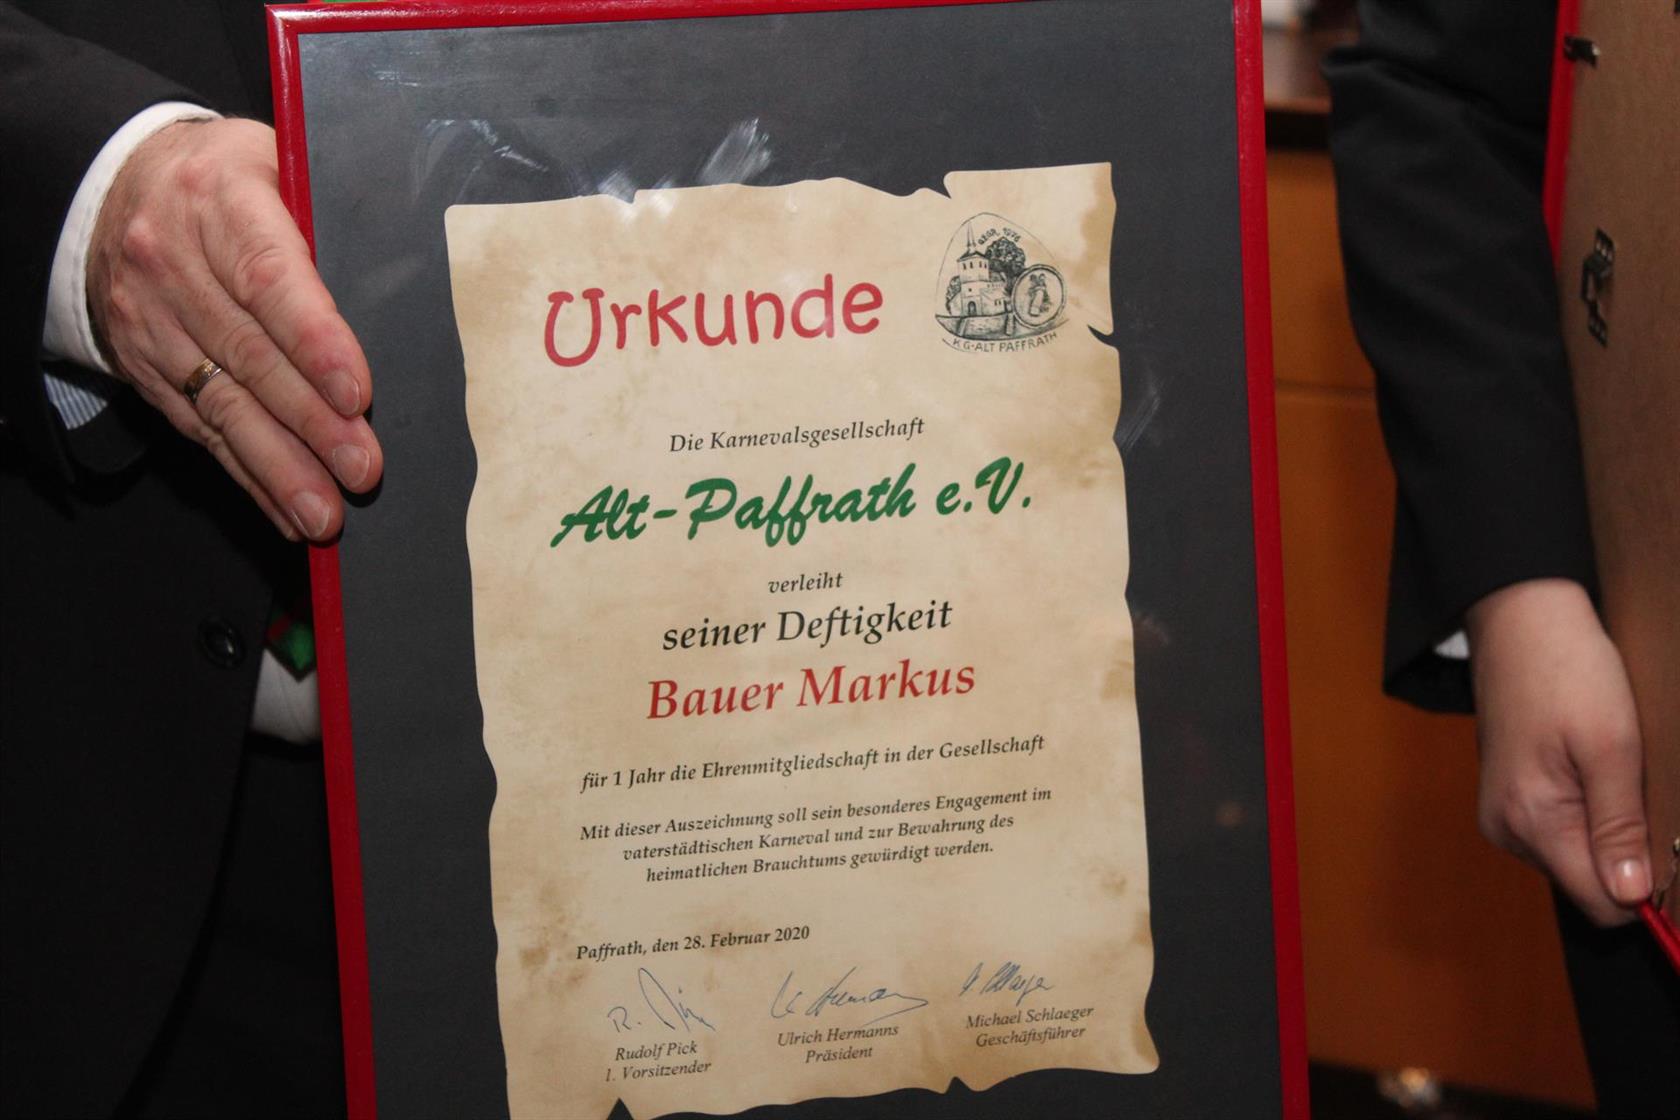 Urkunde
GEGR. 1976
K.G.-ALT PAFFRATH
Die Karnevalsgesellschaft
Alt-Paffrath e.V.
verleiht
seiner Deftigkeit
Bauer Markus
für 1 Jahr die Ehrenmitgliedschaft in der Gesellschaft
Mit dieser Auszeichnung soll sein besonderes Engagement im
vaterstädtischen Karneval und zur Bewahrung des
heimatlichen Brauchtums gewürdigt werden.
Paffrath, den 28. Februar 2020
Rudolf Pick
1. Vorsitzender
Ulrich Hermanns
Präsident
Michael Schlaeger
Geschäftsführer